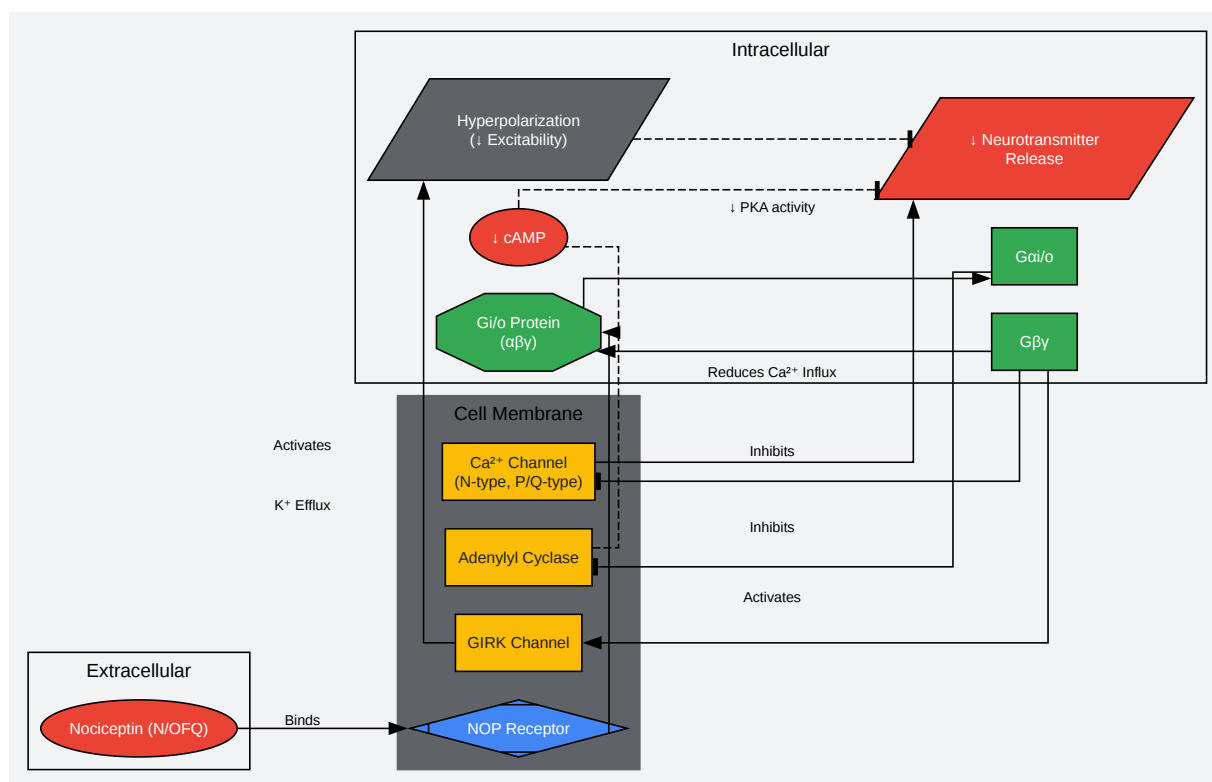 Intracellular
Hyperpolarization
(↓ Excitability)
↓ Neurotransmitter
Release
↓ PKA activity
↓ cAMP
Gαi/o
Gi/o Protein
(αβγ)
Gβγ
Reduces Ca²⁺ Influx
Cell Membrane
Activates
Ca²⁺ Channel
(N-type, P/Q-type)
Inhibits
K⁺ Efflux
Inhibits
Adenylyl Cyclase
Activates
GIRK Channel
Extracellular
Nociceptin (N/OFQ)
Binds
NOP Receptor